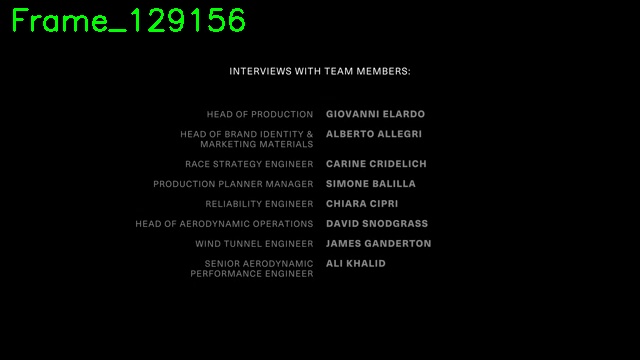 Frame_129156
INTERVIEWS WITH TEAM MEMBERS:
HEAD OF PRODUCTION GIOVANNI ELARDO
HEAD OF BRAND IDENTITY & ALBERTO ALLEGRI
MARKETING MATERIALS
RACE STRATEGY ENGINEER CARINE CRIDELICH
PRODUCTION PLANNER MANAGER SIMONE BALILLA
RELIABILITY ENGINEER CHIARA CIPRI
HEAD OF AERODYNAMIC OPERATIONS DAVID SNODGRASS
WIND TUNNEL ENGINEER JAMES GANDERTON
SENIOR AERODYNAMIC ALI KHALID
PERFORMANCE ENGINEER